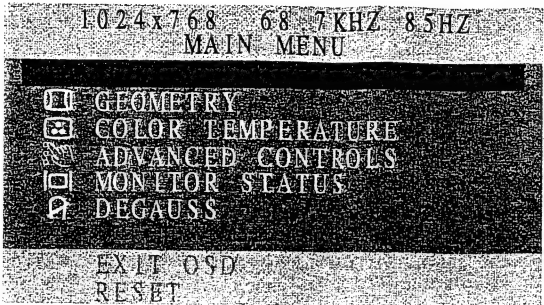 1024x768 68.7KHZ 85HZ
MAIN MENU
GEOMETRY
COLOR TEMPERATURE
ADVANCED CONTROLS
MONITOR STATUS
DEGAUSS
EXIT OSD
RESET